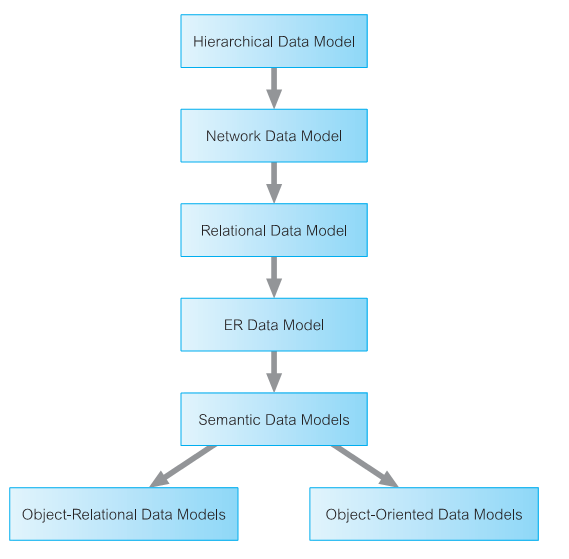 Hierarchical Data Model
Network Data Model
Relational Data Model
ER Data Model
Semantic Data Models
Object-Relational Data Models
Object-Oriented Data Models